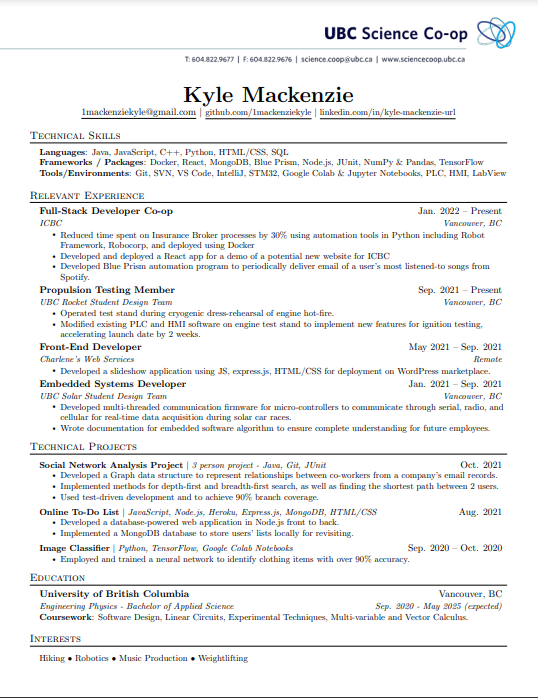 UBC Science Co-op
T: 604.822.9677 | F: 604.822.9676 | science.coop@ubc.ca | www.sciencecoop.ubc.ca
Kyle Mackenzie
1mackenziekyle@gmail.com | github.com/1mackenziekyle | linkedin.com/in/kyle-mackenzie-url
Technical Skills
Languages: Java, JavaScript, C++, Python, HTML/CSS, SQL
Frameworks / Packages: Docker, React, MongoDB, Blue Prism, Node.js, JUnit, NumPy & Pandas, TensorFlow
Tools/Environments: Git, SVN, VS Code, IntelliJ, STM32, Google Colab & Jupyter Notebooks, PLC, HMI, LabView
Relevant Experience
Full-Stack Developer Co-op Jan. 2022 – Present
ICBC Vancouver, BC
• Reduced time spent on Insurance Broker processes by 30% using automation tools in Python including Robot
Framework, Robocorp, and deployed using Docker
• Developed and deployed a React app for a demo of a potential new website for ICBC
• Developed Blue Prism automation program to periodically deliver email of a user's most listened-to songs from
Spotify.
Propulsion Testing Member Sep. 2021 – Present
UBC Rocket Student Design Team Vancouver, BC
• Operated test stand during cryogenic dress-rehearsal of engine hot-fire.
• Modified existing PLC and HMI software on engine test stand to implement new features for ignition testing,
accelerating launch date by 2 weeks.
Front-End Developer May 2021 – Sep. 2021
Charlene's Web Services Remote
• Developed a slideshow application using JS, express.js, HTML/CSS for deployment on WordPress marketplace.
Embedded Systems Developer Jan. 2021 – Sep. 2021
UBC Solar Student Design Team Vancouver, BC
• Developed multi-threaded communication firmware for micro-controllers to communicate through serial, radio, and
cellular for real-time data acquisition during solar car races.
• Wrote documentation for embedded software algorithm to ensure complete understanding for future employees.
Technical Projects
Social Network Analysis Project | 3 person project - Java, Git, JUnit Oct. 2021
• Developed a Graph data structure to represent relationships between co-workers from a company's email records.
• Implemented methods for depth-first and breadth-first search, as well as finding the shortest path between 2 users.
• Used test-driven development and to achieve 90% branch coverage.
Online To-Do List | JavaScript, Node.js, Heroku, Express.js, MongoDB, HTML/CSS Aug. 2021
• Developed a database-powered web application in Node.js front to back.
• Implemented a MongoDB database to store users' lists locally for revisiting.
Image Classifier | Python, TensorFlow, Google Colab Notebooks Sep. 2020 – Oct. 2020
• Employed and trained a neural network to identify clothing items with over 90% accuracy.
Education
University of British Columbia Vancouver, BC
Engineering Physics - Bachelor of Applied Science Sep. 2020 - May 2025 (expected)
Coursework: Software Design, Linear Circuits, Experimental Techniques, Multi-variable and Vector Calculus.
Interests
Hiking • Robotics • Music Production • Weightlifting